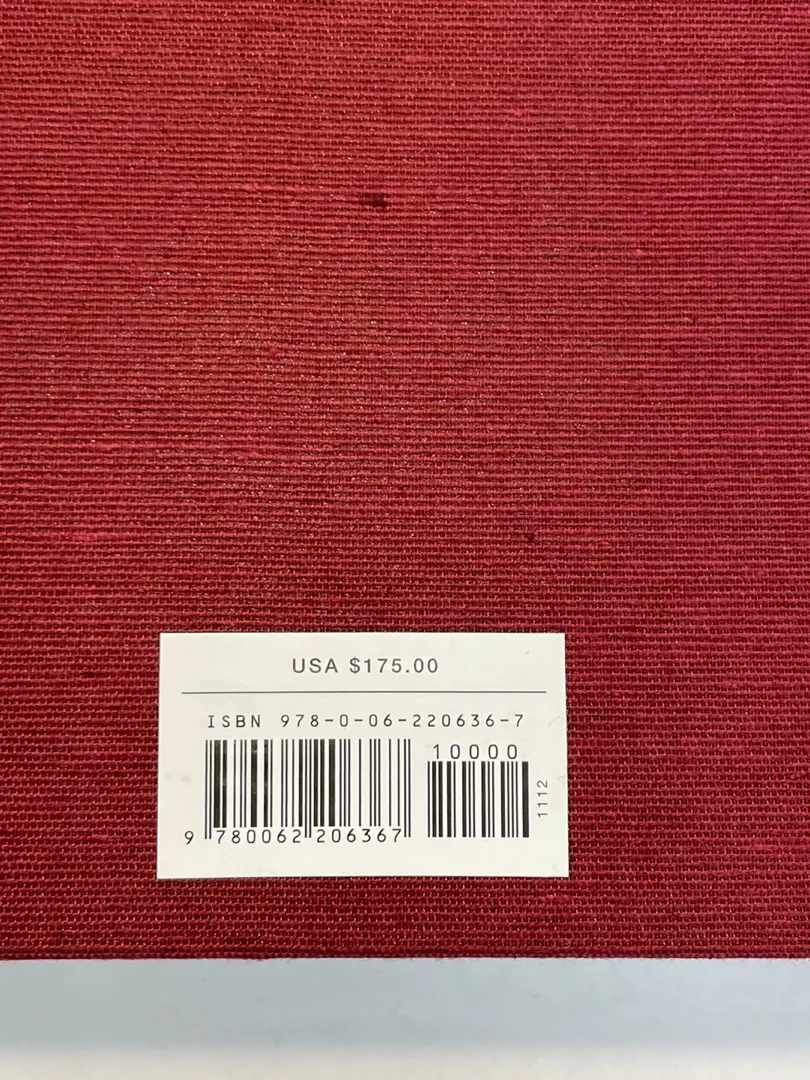 USA $175.00
ISBN 978-0-06-220636-7
10000
9 780062 206367
1112